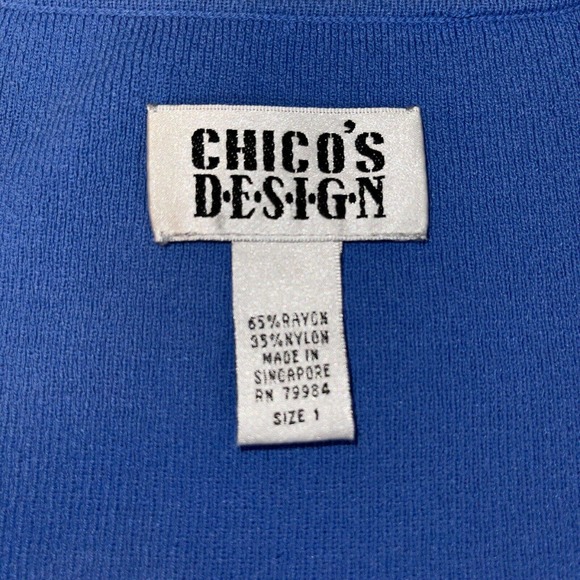 CHICO'S
D•E•S•I•G•N
65%RAYON
35%NYLON
MADE IN
SINGAPORE
RN 79984
SIZE 1